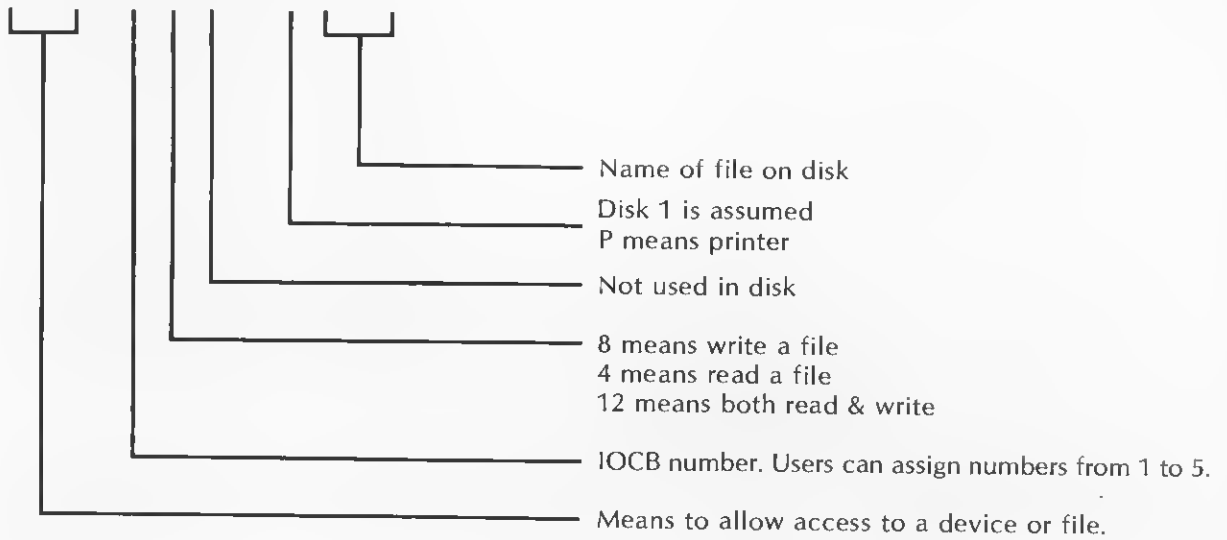 Name of file on disk
Disk 1 is assumed
P means printer
Not used in disk
8 means write a file
4 means read a file
12 means both read & write
IOCB number. Users can assign numbers from 1 to 5.
Means to allow access to a device or file.